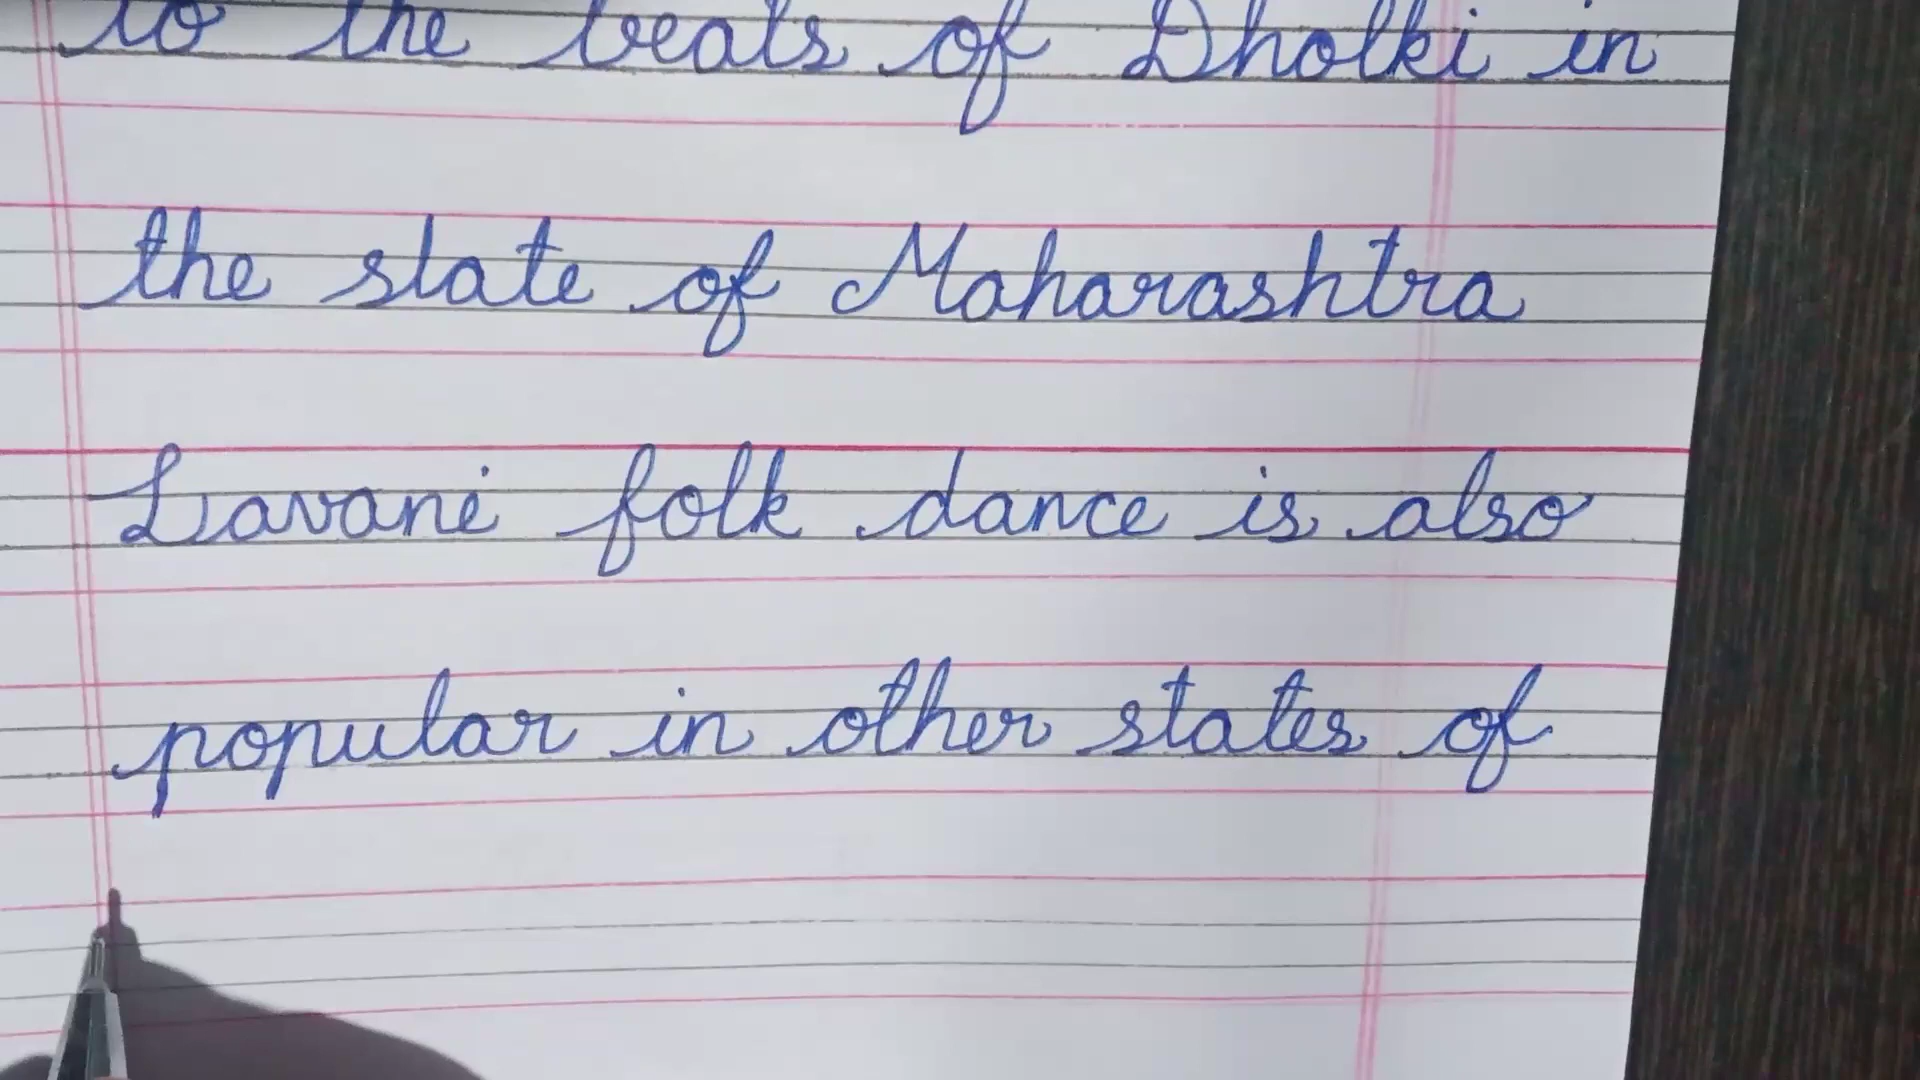 to the beats of Dholki in
the state of Maharashtra
Lavani folk dance is also
popular in other states of